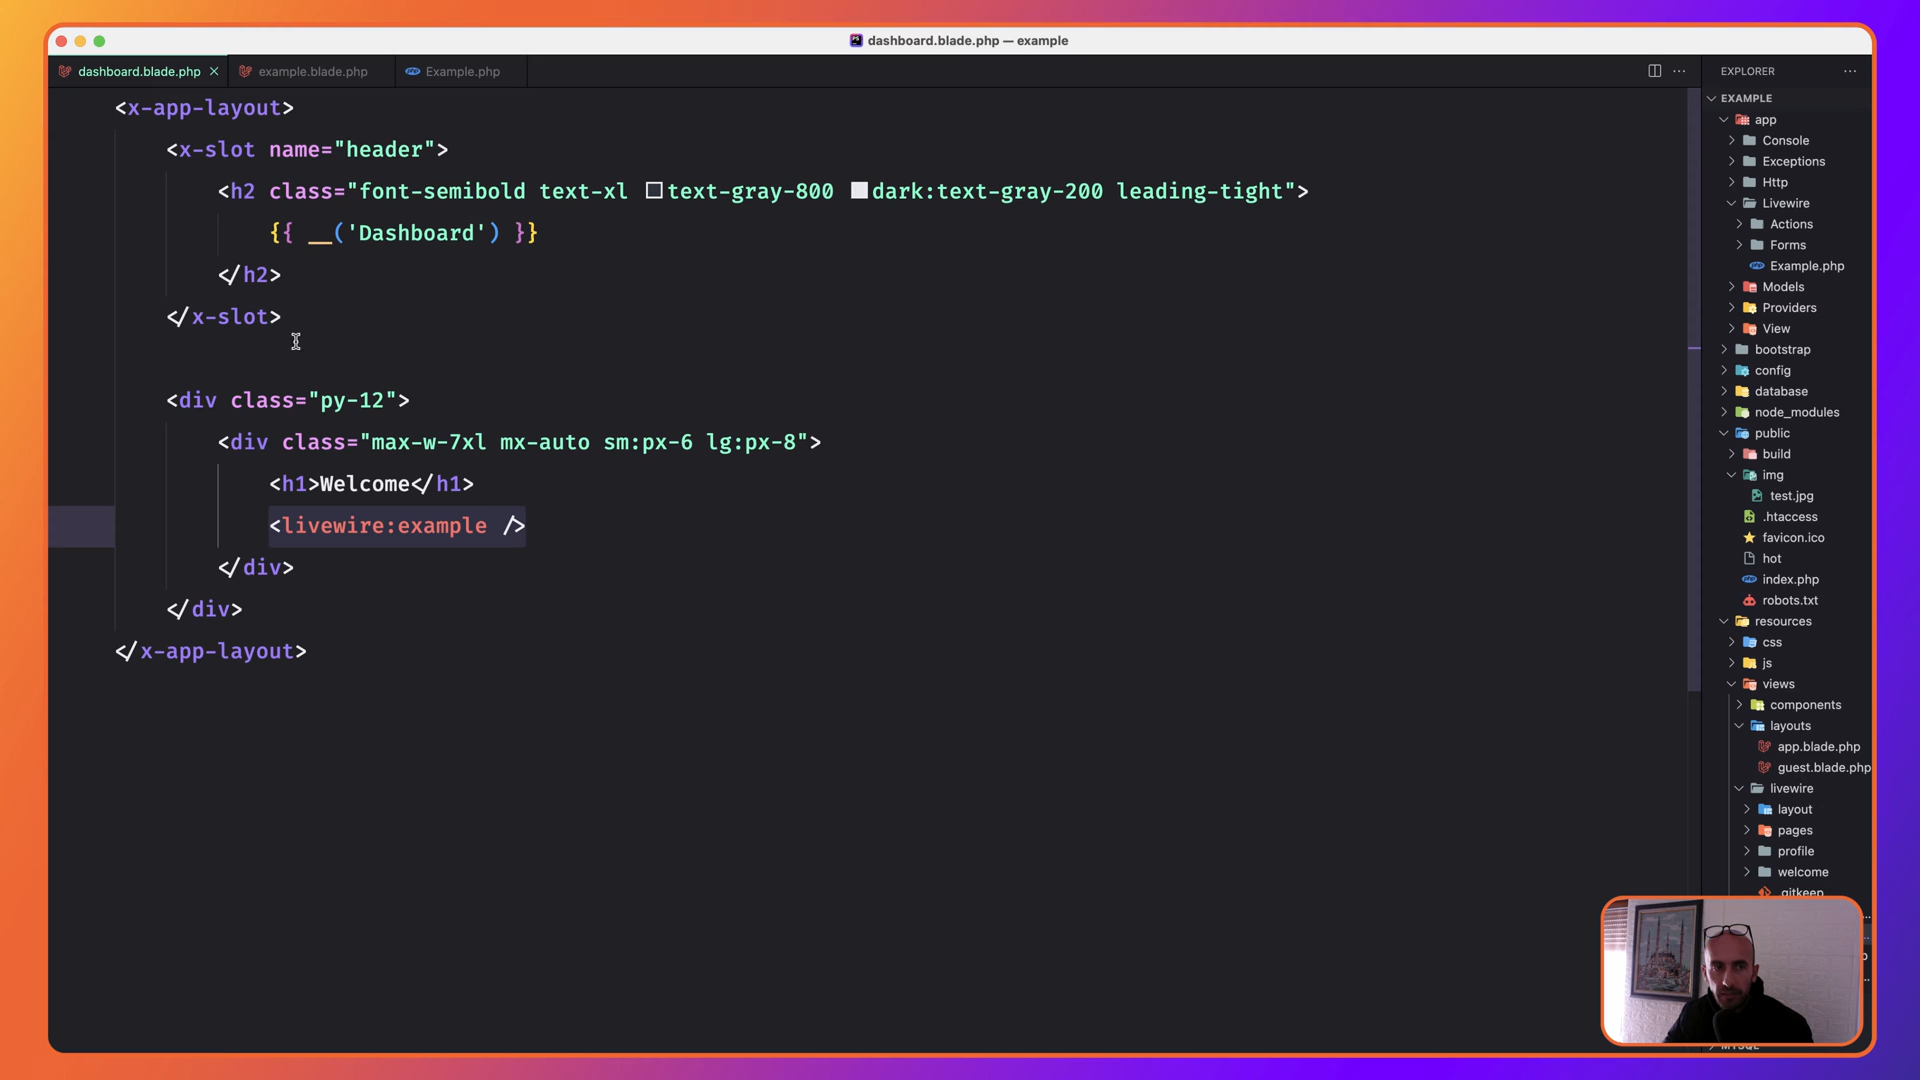 dashboard.blade.php — example
dashboard.blade.php
example.blade.php
Example.php
<x-app-layout>
<x-slot name="header">
<h2 class="font-semibold text-xl text-gray-800 dark:text-gray-200 leading-tight">
{{ __('Dashboard') }}
</h2>
</x-slot>
<div class="py-12">
<div class="max-w-7xl mx-auto sm:px-6 lg:px-8">
<h1>Welcome</h1>
<livewire:example />
</div>
</div>
</x-app-layout>
EXPLORER
EXAMPLE
app
Console
Exceptions
Http
Livewire
Actions
Forms
Example.php
Models
Providers
View
bootstrap
config
database
node_modules
public
build
img
test.jpg
.htaccess
favicon.ico
hot
index.php
robots.txt
resources
css
js
views
components
layouts
app.blade.php
guest.blade.php
livewire
layout
pages
profile
welcome
.gitkeep